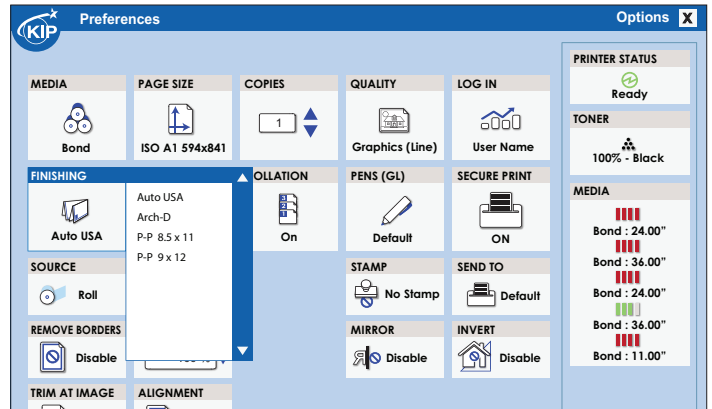 KIP
Preferences
Options X
PRINTER STATUS
Ready
TONER
100% - Black
MEDIA
Bond : 24.00”
Bond : 36.00”
Bond : 24.00”
Bond : 36.00”
Bond : 11.00”
MEDIA
Bond
PAGE SIZE
ISO A1 594x841
COPIES
1
QUALITY
Graphics (Line)
LOG IN
User Name
FINISHING
Auto USA
Auto USA
Arch-D
P-P 8.5 x 11
P-P 9 x 12
OLLATION
3
2
1
On
PENS (GL)
Default
SECURE PRINT
ON
SOURCE
Roll
STAMP
No Stamp
SEND TO
Default
REMOVE BORDERS
Disable
MIRROR
R Disable
INVERT
Disable
TRIM AT IMAGE
ALIGNMENT